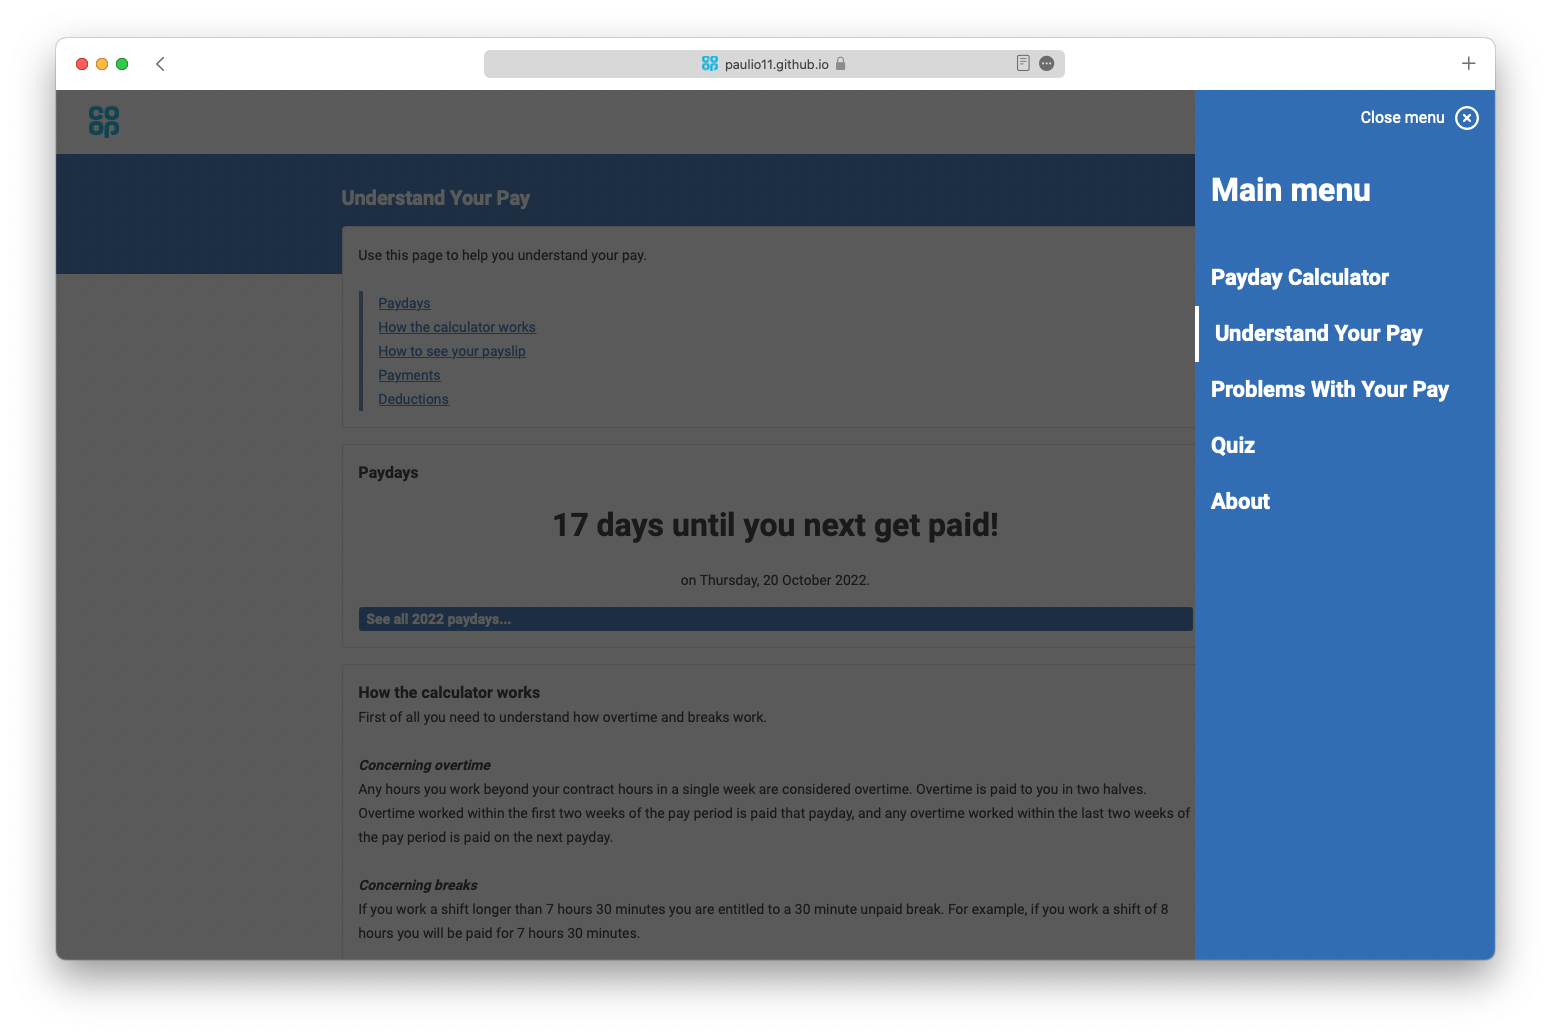 paulio11.github.io
co
op
Close menu
Main menu
Payday Calculator
Understand Your Pay
Problems With Your Pay
Quiz
About
Understand Your Pay
Use this page to help you understand your pay.
Paydays
How the calculator works
How to see your payslip
Payments
Deductions
Paydays
17 days until you next get paid!
on Thursday, 20 October 2022.
See all 2022 paydays...
How the calculator works
First of all you need to understand how overtime and breaks work.
Concerning overtime
Any hours you work beyond your contract hours in a single week are considered overtime. Overtime is paid to you in two halves.
Overtime worked within the first two weeks of the pay period is paid that payday, and any overtime worked within the last two weeks of
the pay period is paid on the next payday.
Concerning breaks
If you work a shift longer than 7 hours 30 minutes you are entitled to a 30 minute unpaid break. For example, if you work a shift of 8
hours you will be paid for 7 hours 30 minutes.